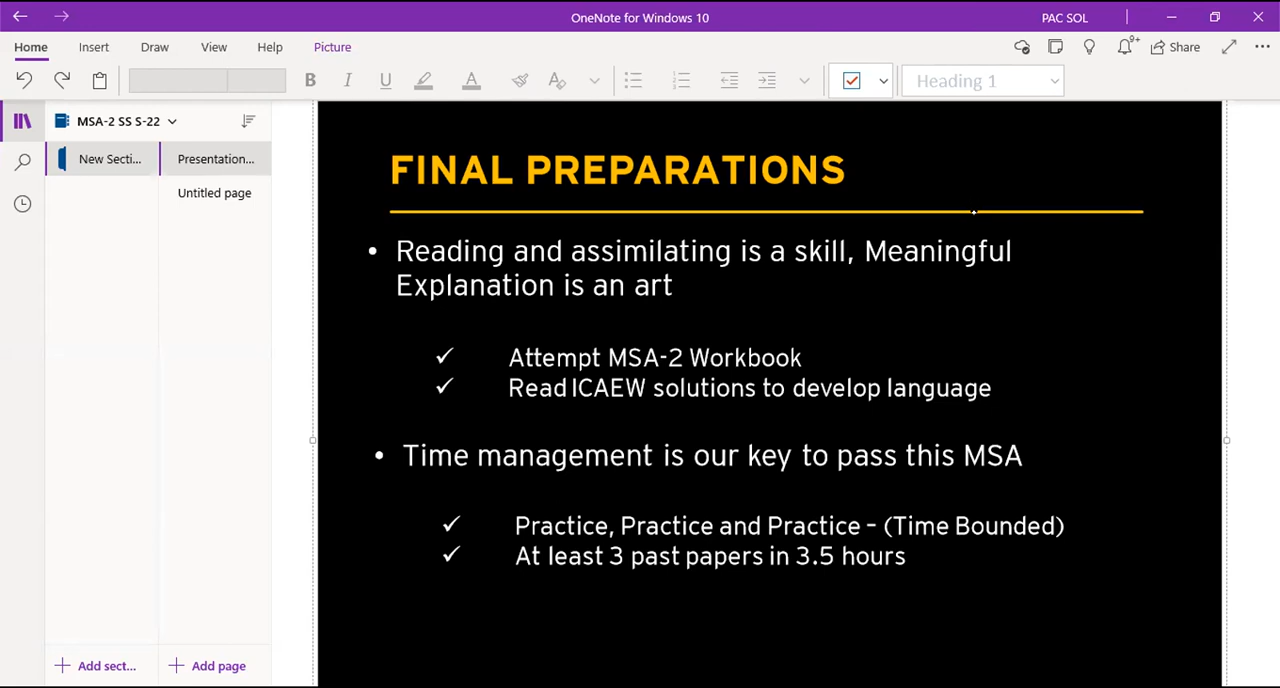 OneNote for Windows 10
PAC SOL
Home
Insert
Draw
View
Help
Picture
9+
Share
B
I
U
A
A
Heading 1
MSA-2 SS S-22
New Secti...
Presentation...
Untitled page
FINAL PREPARATIONS
• Reading and assimilating is a skill, Meaningful
Explanation is an art
✓ Attempt MSA-2 Workbook
✓ Read ICAEW solutions to develop language
• Time management is our key to pass this MSA
✓ Practice, Practice and Practice – (Time Bounded)
✓ At least 3 past papers in 3.5 hours
+ Add sect...
+ Add page